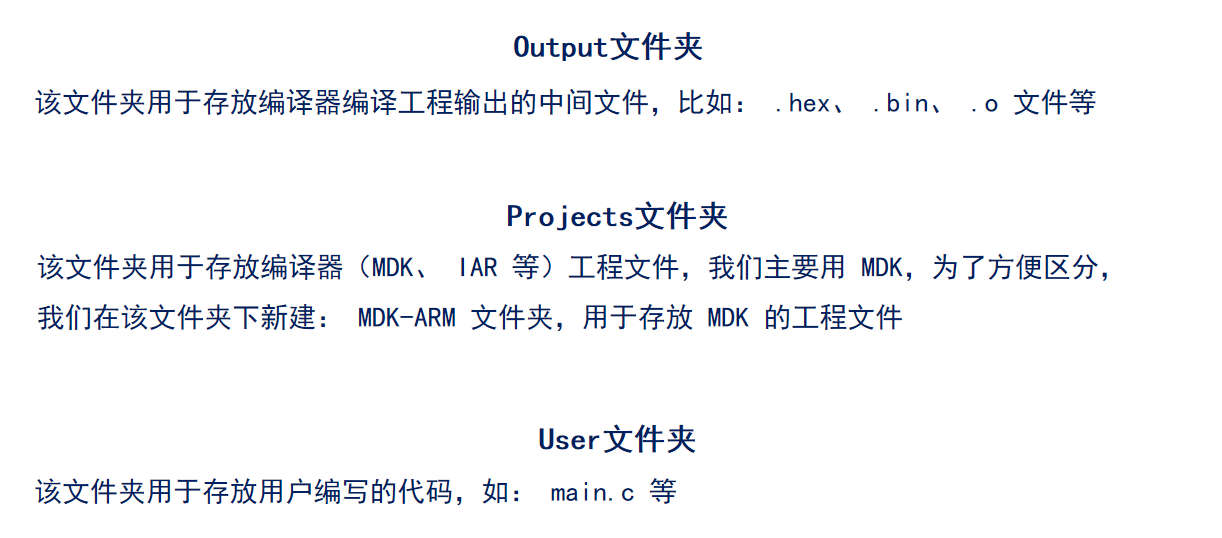 Output文件夹
该文件夹用于存放编译器编译工程输出的中间文件，比如： .hex、 .bin、 .o 文件等
Projects文件夹
该文件夹用于存放编译器（MDK、 IAR 等）工程文件，我们主要用 MDK，为了方便区分，
我们在该文件夹下新建： MDK-ARM 文件夹，用于存放 MDK 的工程文件
User文件夹
该文件夹用于存放用户编写的代码，如： main.c 等